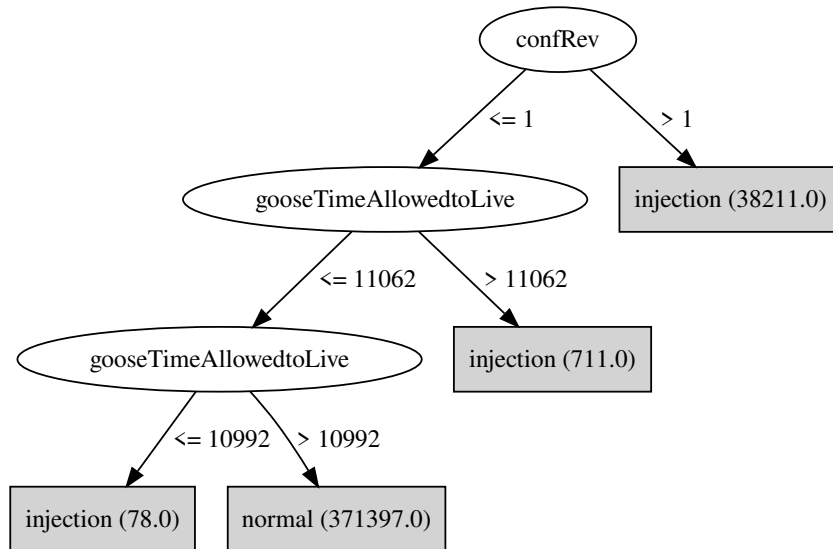 confRev
<= 1
> 1
gooseTimeAllowedtoLive
injection (38211.0)
<= 11062
> 11062
gooseTimeAllowedtoLive
injection (711.0)
<= 10992
> 10992
injection (78.0)
normal (371397.0)